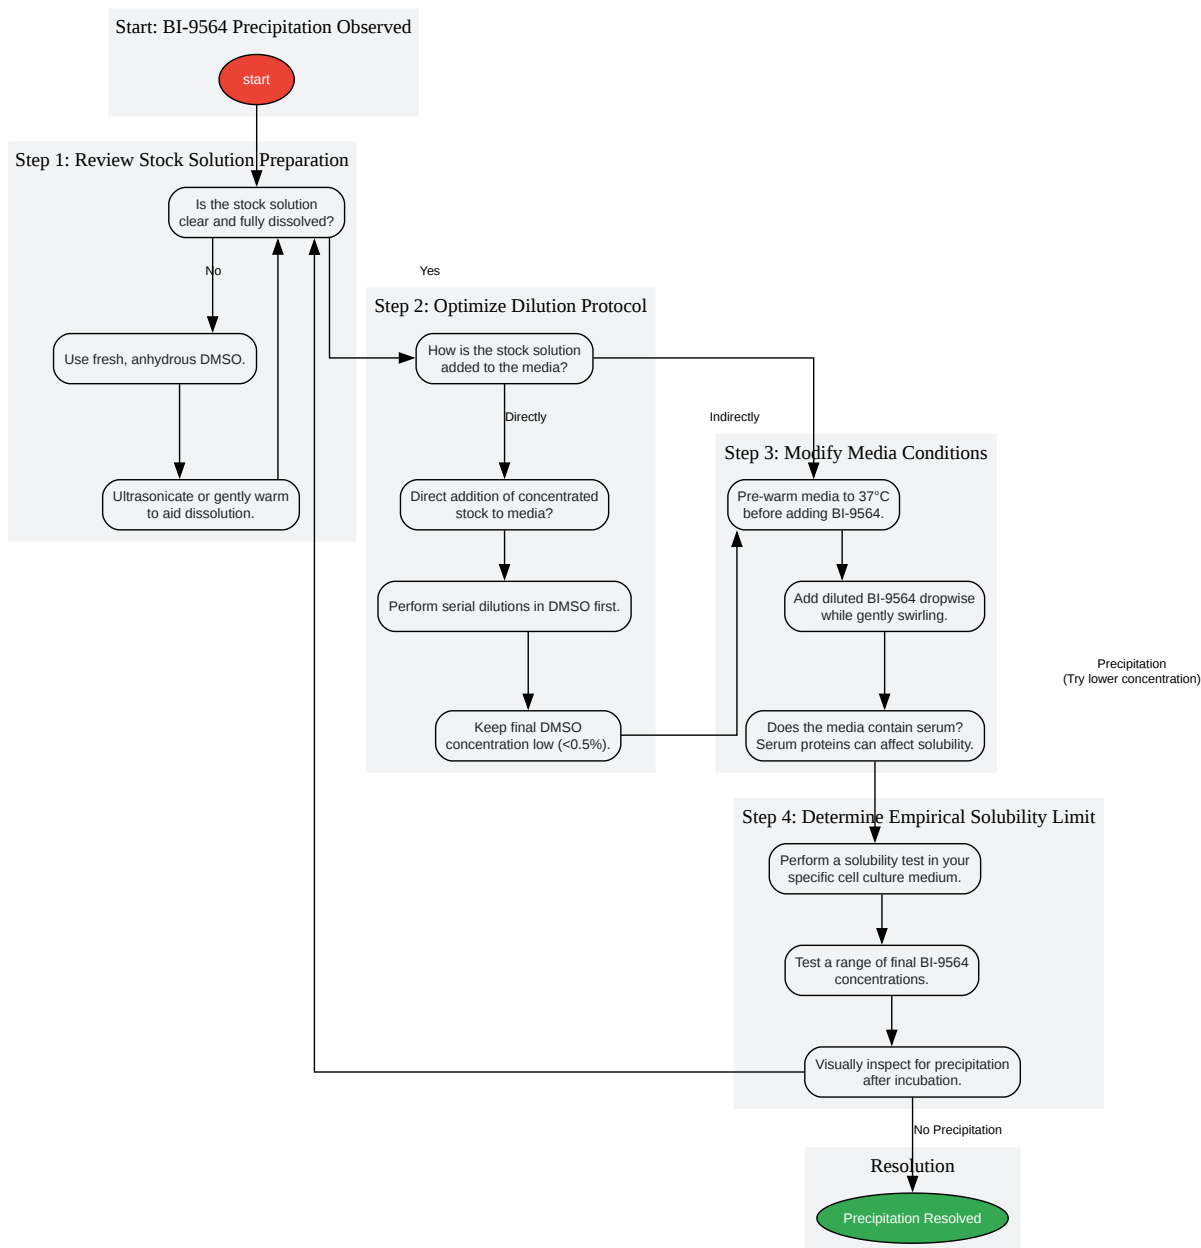 Start: BI-9564 Precipitation Observed
start
Step 1: Review Stock Solution Preparation
Is the stock solution
clear and fully dissolved?
No
Yes
Use fresh, anhydrous DMSO.
Ultrasonicate or gently warm
to aid dissolution.
Step 2: Optimize Dilution Protocol
How is the stock solution
added to the media?
Directly
Indirectly
Direct addition of concentrated
stock to media?
Perform serial dilutions in DMSO first.
Keep final DMSO
concentration low (<0.5%).
Step 3: Modify Media Conditions
Pre-warm media to 37°C
before adding BI-9564.
Add diluted BI-9564 dropwise
while gently swirling.
Does the media contain serum?
Serum proteins can affect solubility.
Precipitation
(Try lower concentration)
Step 4: Determine Empirical Solubility Limit
Perform a solubility test in your
specific cell culture medium.
Test a range of final BI-9564
concentrations.
Visually inspect for precipitation
after incubation.
No Precipitation
Resolution
Precipitation Resolved